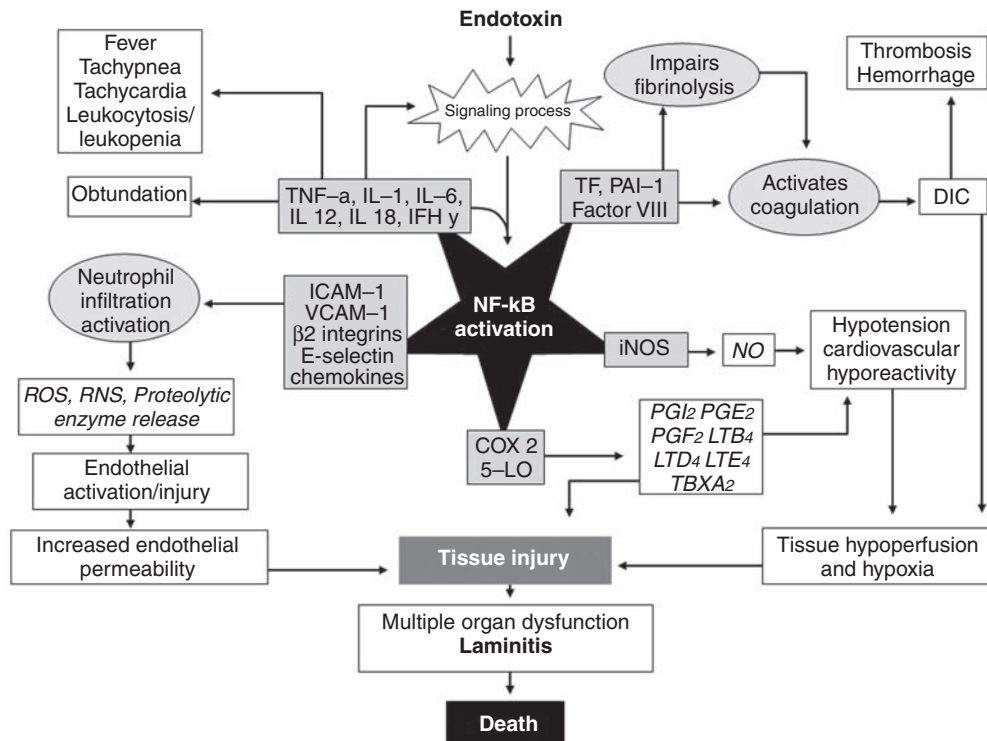 Endotoxin
Fever
Tachypnea
Tachycardia
Leukocytosis/
leukopenia
Signaling process
Impairs
fibrinolysis
Thrombosis
Hemorrhage
Obtundation
TNF–a, IL–1, IL–6,
IL 12, IL 18, IFH y
TF, PAI–1
Factor VIII
Activates
coagulation
DIC
Neutrophil
infiltration
activation
ICAM–1
VCAM–1
β2 integrins
E-selectin
chemokines
NF-kB
activation
iNOS
NO
Hypotension
cardiovascular
hyporeactivity
ROS, RNS, Proteolytic
enzyme release
COX 2
5–LO
PGI2 PGE2
PGF2 LTB4
LTD4 LTE4
TBXA2
Endothelial
activation/injury
Increased endothelial
permeability
Tissue injury
Tissue hypoperfusion
and hypoxia
Multiple organ dysfunction
Laminitis
Death